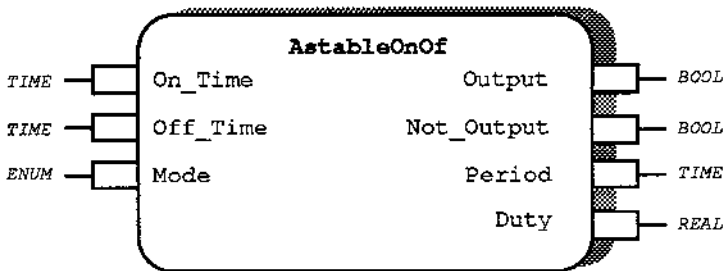 AstableOnOf
TIME On_Time Output BOOL
TIME Off_Time Not_Output BOOL
ENUM Mode Period TIME
Duty REAL